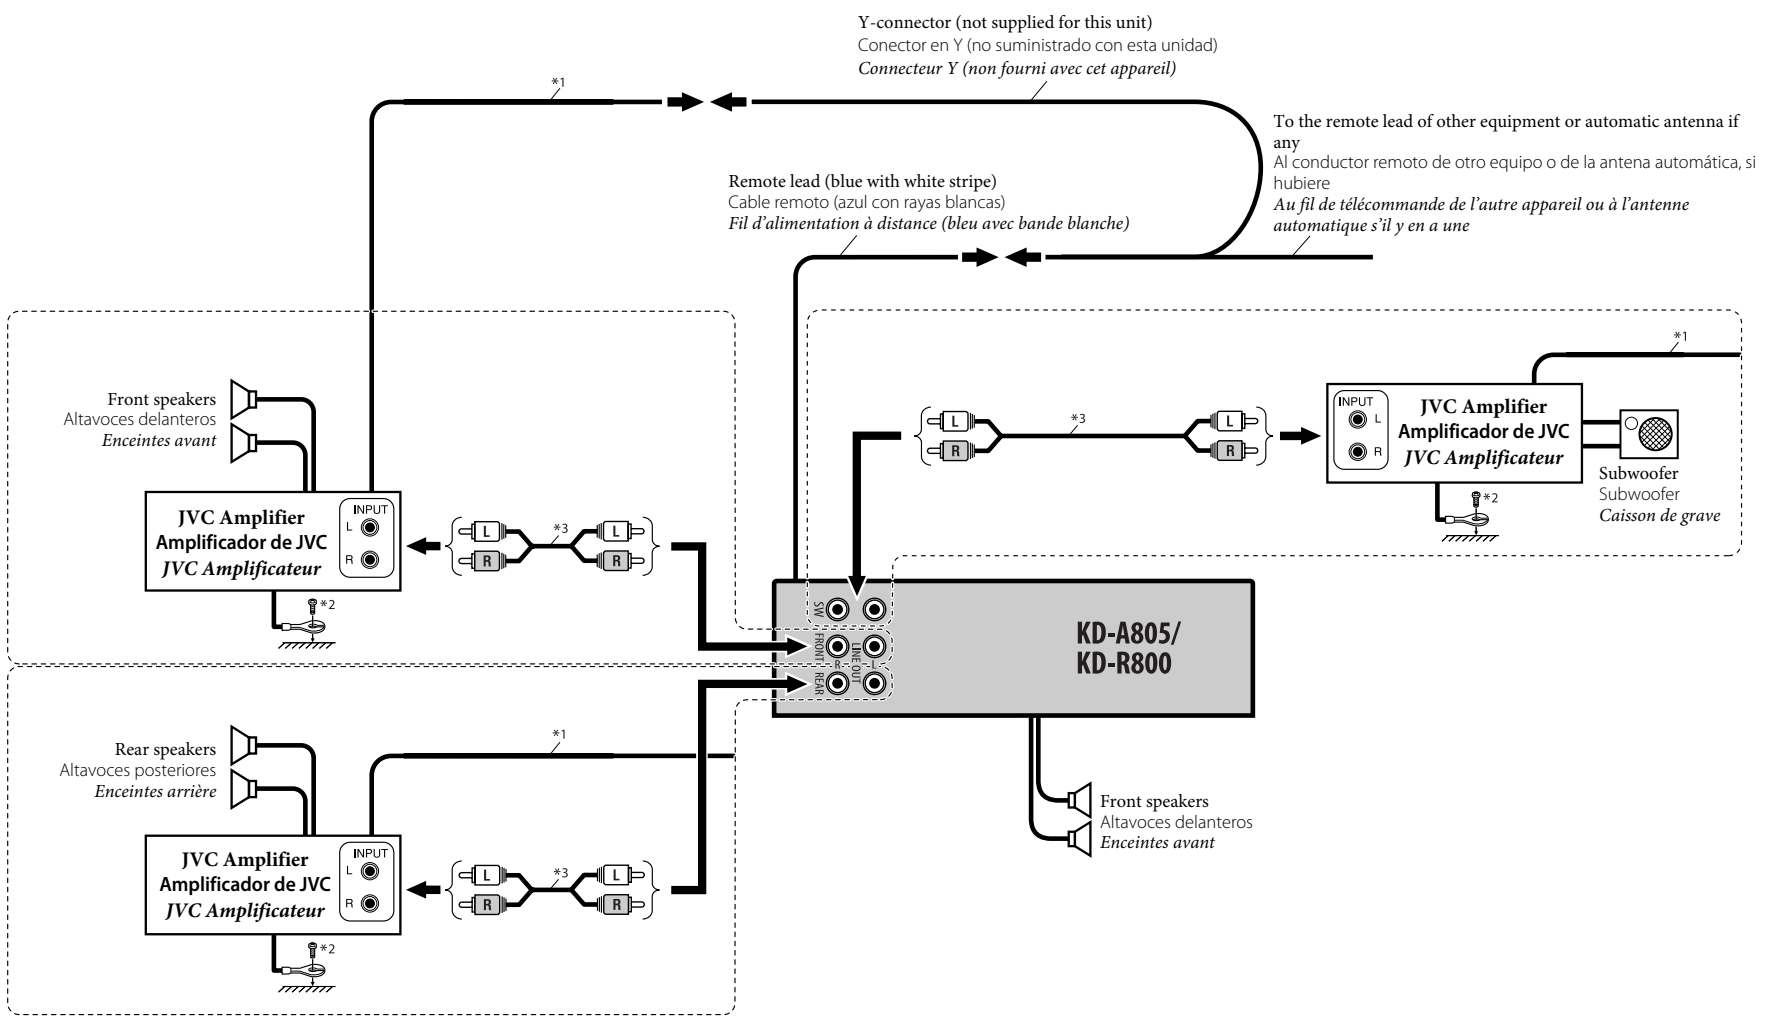 Y-connector (not supplied for this unit)
Conector en Y (no suministrado con esta unidad)
Connecteur Y (non fourni avec cet appareil)
*1
To the remote lead of other equipment or automatic antenna if
any
Al conductor remoto de otro equipo o de la antena automática, si
hubiere
Au fil de télécommande de l'autre appareil ou à l'antenne
automatique s'il y en a une
Remote lead (blue with white stripe)
Cable remoto (azul con rayas blancas)
Fil d'alimentation à distance (bleu avec bande blanche)
*1
Front speakers
Altavoces delanteros
Enceintes avant
JVC Amplifier
Amplificador de JVC
JVC Amplificateur
INPUT
L
R
*2
L
R
*3
L
R
L
R
*3
L
R
INPUT
L
R
JVC Amplifier
Amplificador de JVC
JVC Amplificateur
*2
Subwoofer
Subwoofer
Caisson de grave
SW
FRONT
REAR
LINE OUT
R
L
KD-A805/
KD-R800
Rear speakers
Altavoces posteriores
Enceintes arrière
*1
JVC Amplifier
Amplificador de JVC
JVC Amplificateur
INPUT
L
R
*2
L
R
*3
L
R
Front speakers
Altavoces delanteros
Enceintes avant